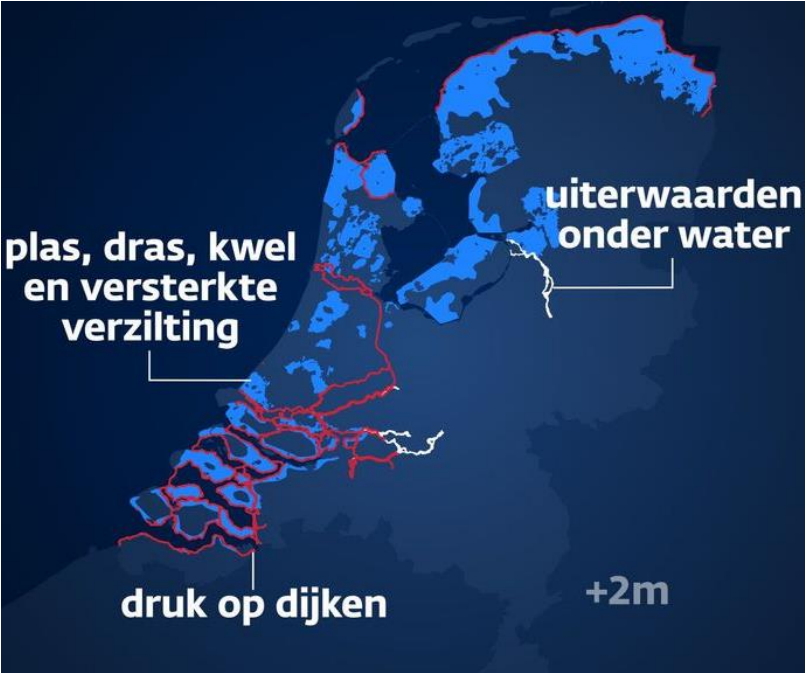 uiterwaarden
onder water
plas, dras, kwel
en versterkte
verzilting
druk op dijken
+2m